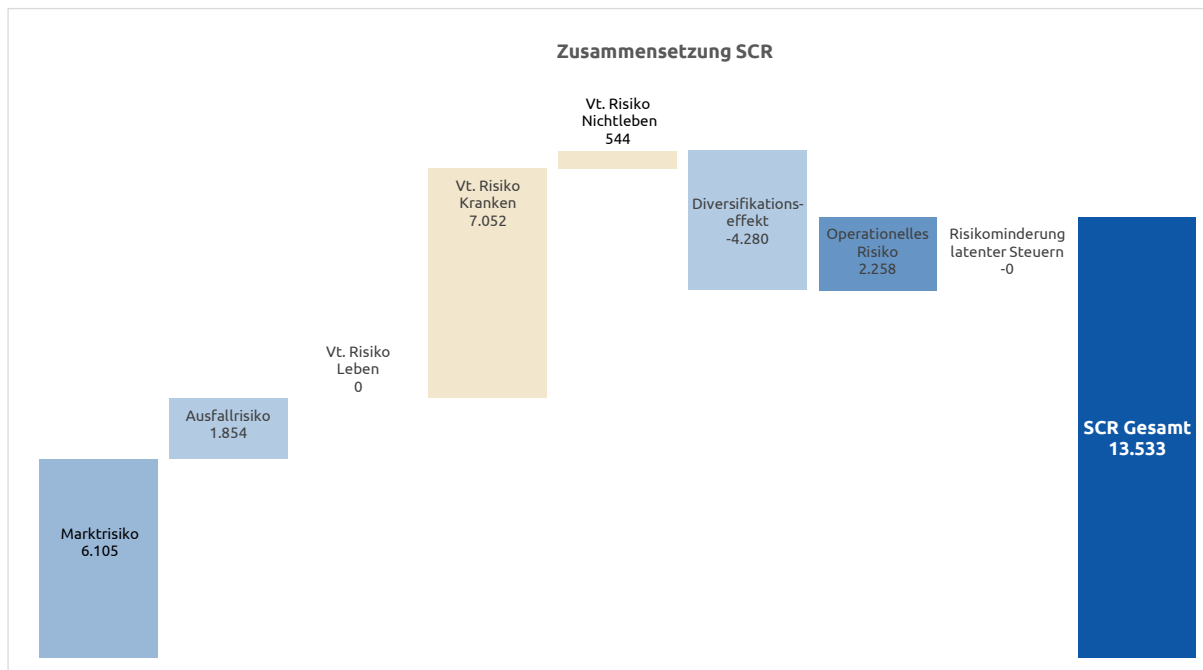 Zusammensetzung SCR
Marktrisiko
6.105
Ausfallrisiko
1.854
Vt. Risiko
Leben
0
Vt. Risiko
Kranken
7.052
Vt. Risiko
Nichtleben
544
Diversifikations-
effekt
-4.280
Operationelles
Risiko
2.258
Risikominderung
latenter Steuern
-0
SCR Gesamt
13.533